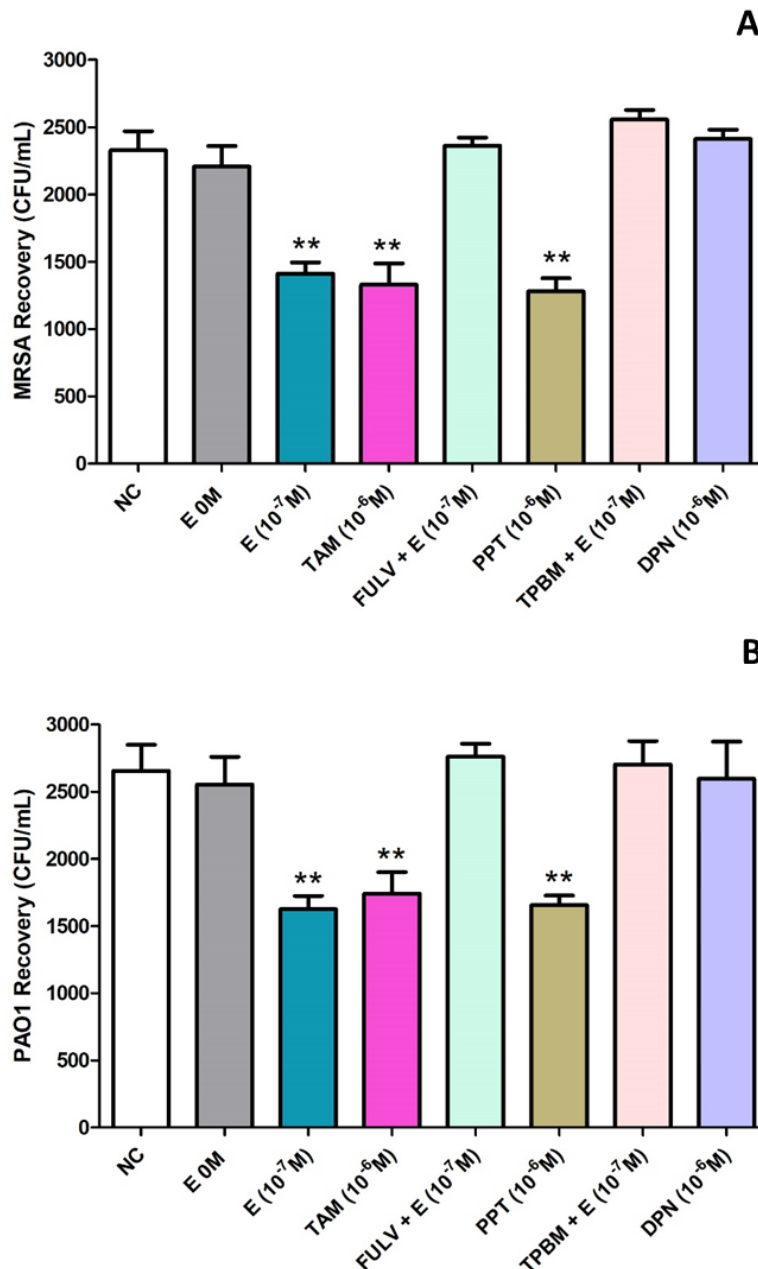 A
MRSA Recovery (CFU/mL)
3000
2500
2000
1500
1000
500
0
** ** **
NC
E 0M
E (10⁻⁷M)
TAM (10⁻⁶M)
FULV + E (10⁻⁷M)
PPT (10⁻⁶M)
TPBM + E (10⁻⁷M)
DPN (10⁻⁶M)
B
PAO1 Recovery (CFU/mL)
3000
2500
2000
1500
1000
500
0
** ** **
NC
E 0M
E (10⁻⁷M)
TAM (10⁻⁶M)
FULV + E (10⁻⁷M)
PPT (10⁻⁶M)
TPBM + E (10⁻⁷M)
DPN (10⁻⁶M)